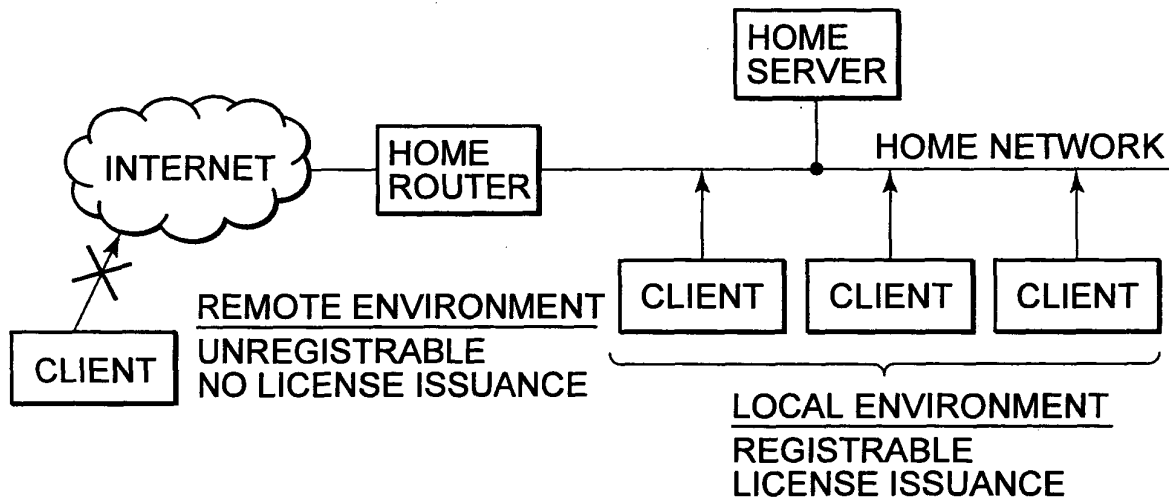 HOME
SERVER
INTERNET
HOME
ROUTER
HOME NETWORK
CLIENT
CLIENT
CLIENT
REMOTE ENVIRONMENT
UNREGISTRABLE
NO LICENSE ISSUANCE
CLIENT
LOCAL ENVIRONMENT
REGISTRABLE
LICENSE ISSUANCE